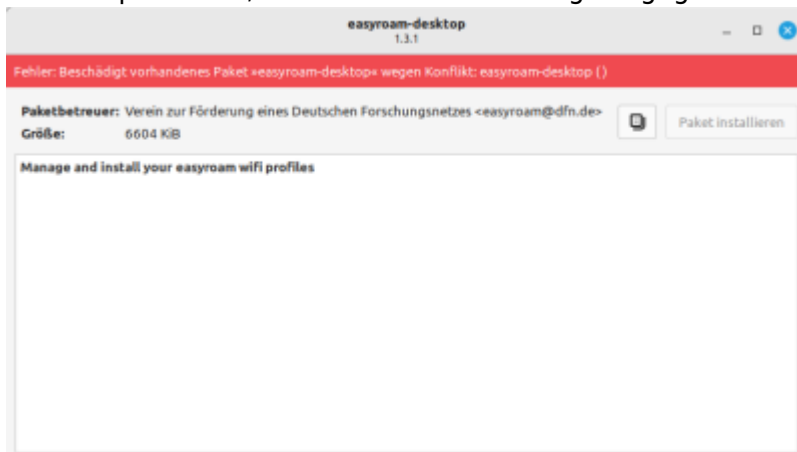 easyroam-desktop
1.3.1
Fehler: Beschädigt vorhandenes Paket »easyroam-desktop« wegen Konflikt: easyroam-desktop ()
Paketbetreuer: Verein zur Förderung eines Deutschen Forschungsnetzes <easyroam@dfn.de>
Paket installieren
Größe: 6604 KiB
Manage and install your easyroam wifi profiles